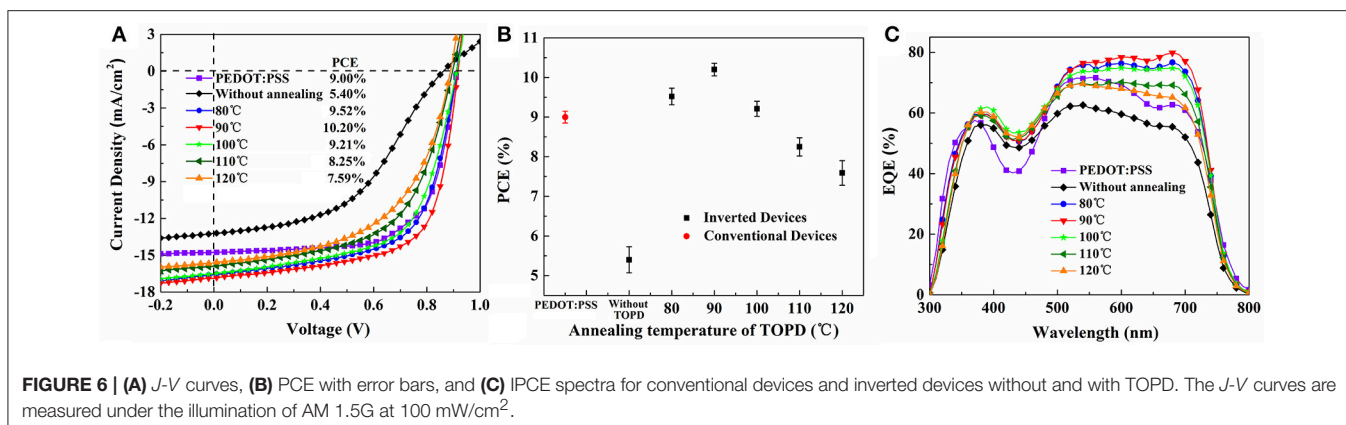 A
3
0
-3
-6
-9
-12
-15
-18
Current Density (mA/cm²)
PCE
PEDOT:PSS 9.00%
Without annealing 5.40%
80℃ 9.52%
90℃ 10.20%
100℃ 9.21%
110℃ 8.25%
120℃ 7.59%
-0.2 0.0 0.2 0.4 0.6 0.8 1.0
Voltage (V)
B
11
10
9
8
7
6
5
PCE (%)
Inverted Devices
Conventional Devices
PEDOT:PSS Without TOPD 80 90 100 110 120
Annealing temperature of TOPD (℃)
C
80
60
40
20
0
EQE (%)
PEDOT:PSS
Without annealing
80℃
90℃
100℃
110℃
120℃
300 400 500 600 700 800
Wavelength (nm)
FIGURE 6 | (A) J-V curves, (B) PCE with error bars, and (C) IPCE spectra for conventional devices and inverted devices without and with TOPD. The J-V curves are
measured under the illumination of AM 1.5G at 100 mW/cm².